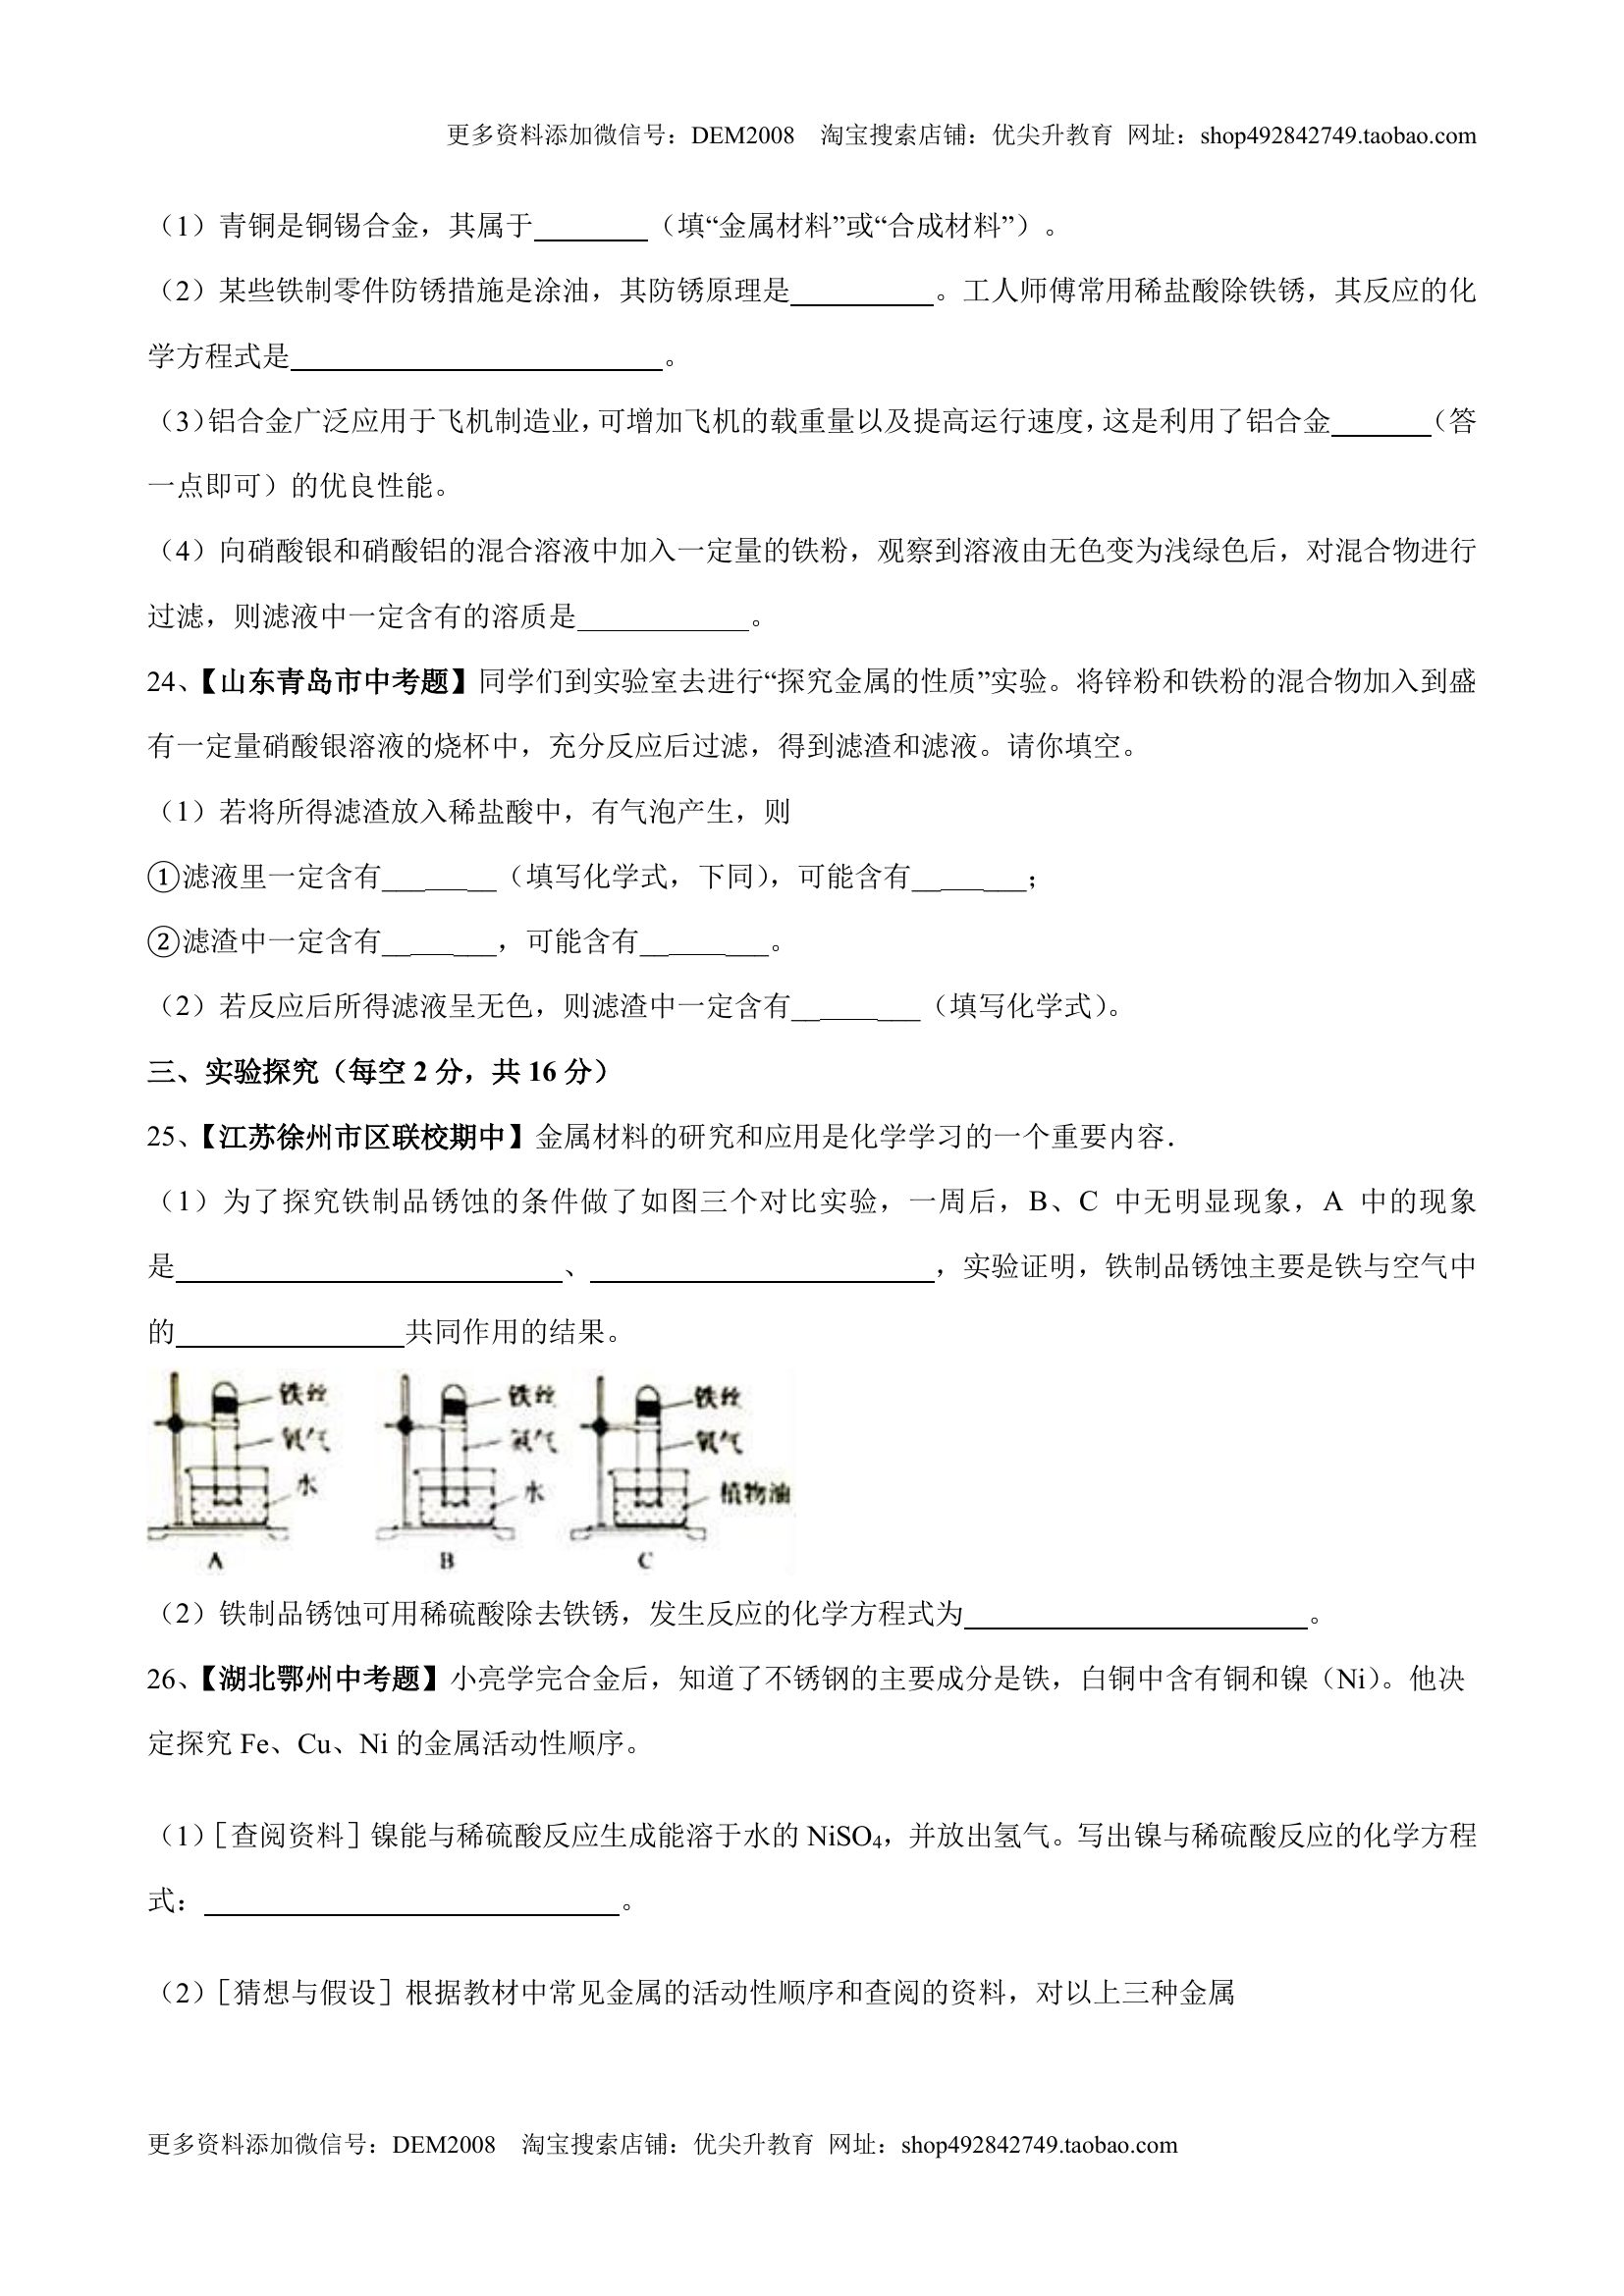 更多资料添加微信号：DEM2008 淘宝搜索店铺：优尖升教育 网址：shop492842749.taobao.com
（1）青铜是铜锡合金，其属于________（填“金属材料”或“合成材料”）。
（2）某些铁制零件防锈措施是涂油，其防锈原理是__________。工人师傅常用稀盐酸除铁锈，其反应的化
学方程式是__________________________。
（3）铝合金广泛应用于飞机制造业，可增加飞机的载重量以及提高运行速度，这是利用了铝合金_______（答
一点即可）的优良性能。
（4）向硝酸银和硝酸铝的混合溶液中加入一定量的铁粉，观察到溶液由无色变为浅绿色后，对混合物进行
过滤，则滤液中一定含有的溶质是____________。
24、【山东青岛市中考题】同学们到实验室去进行“探究金属的性质”实验。将锌粉和铁粉的混合物加入到盛
有一定量硝酸银溶液的烧杯中，充分反应后过滤，得到滤渣和滤液。请你填空。
（1）若将所得滤渣放入稀盐酸中，有气泡产生，则
①滤液里一定含有________（填写化学式，下同），可能含有________；
②滤渣中一定含有________，可能含有_________。
（2）若反应后所得滤液呈无色，则滤渣中一定含有_________（填写化学式）。
三、实验探究（每空 2 分，共 16 分）
25、【江苏徐州市区联校期中】金属材料的研究和应用是化学学习的一个重要内容．
（1）为了探究铁制品锈蚀的条件做了如图三个对比实验，一周后，B、C 中无明显现象，A 中的现象
是___________________________、________________________，实验证明，铁制品锈蚀主要是铁与空气中
的________________共同作用的结果。
铁丝 铁丝 铁丝
氧气 氮气 氧气
水 水 植物油
A B C
（2）铁制品锈蚀可用稀硫酸除去铁锈，发生反应的化学方程式为________________________。
26、【湖北鄂州中考题】小亮学完合金后，知道了不锈钢的主要成分是铁，白铜中含有铜和镍（Ni）。他决
定探究 Fe、Cu、Ni 的金属活动性顺序。
（1）［查阅资料］镍能与稀硫酸反应生成能溶于水的 NiSO₄，并放出氢气。写出镍与稀硫酸反应的化学方程
式：_____________________________。
（2）［猜想与假设］根据教材中常见金属的活动性顺序和查阅的资料，对以上三种金属
更多资料添加微信号：DEM2008 淘宝搜索店铺：优尖升教育 网址：shop492842749.taobao.com